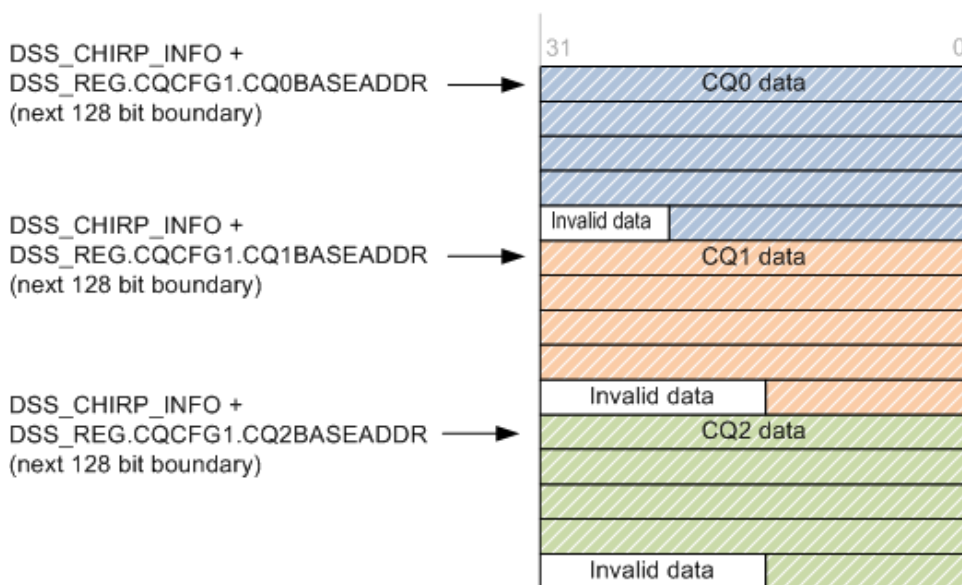 31
0
DSS_CHIRP_INFO +
DSS_REG.CQCFG1.CQ0BASEADDR
(next 128 bit boundary)
CQ0 data
Invalid data
DSS_CHIRP_INFO +
DSS_REG.CQCFG1.CQ1BASEADDR
(next 128 bit boundary)
CQ1 data
Invalid data
DSS_CHIRP_INFO +
DSS_REG.CQCFG1.CQ2BASEADDR
(next 128 bit boundary)
CQ2 data
Invalid data